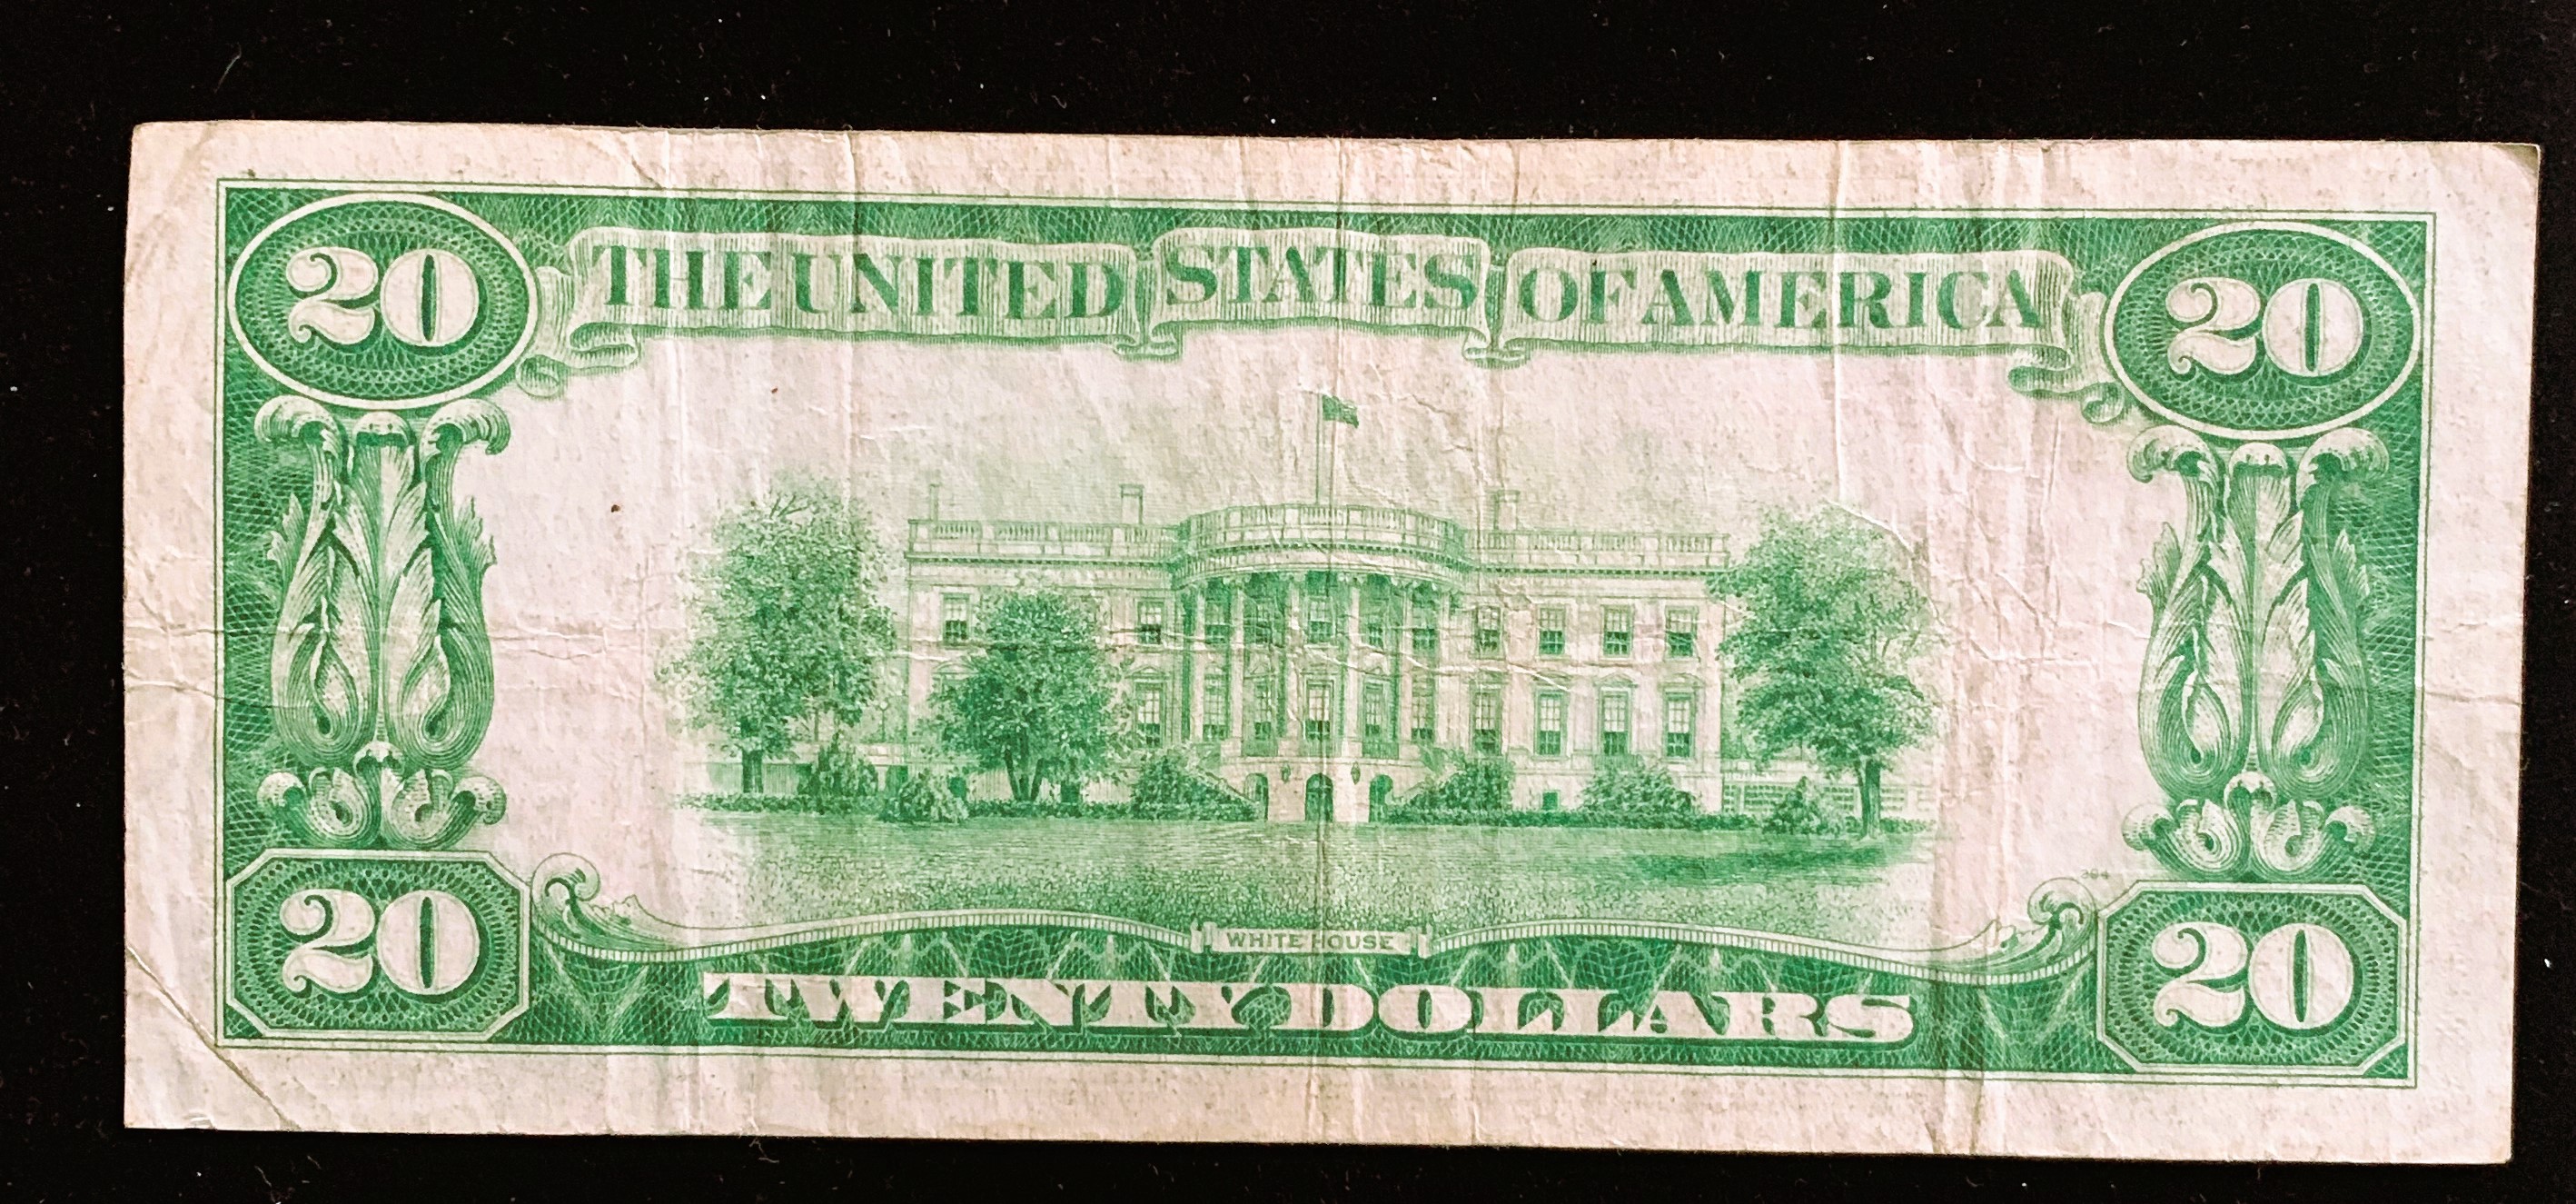 20 THE UNITED STATES OF AMERICA 20
WHITE HOUSE
20 TWENTY DOLLARS 20